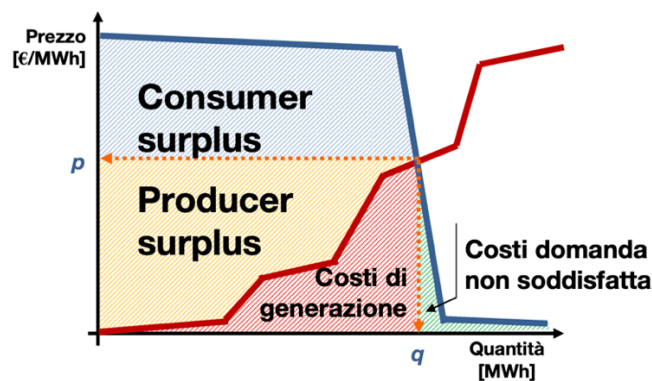 Prezzo
[€/MWh]
Consumer
surplus
p
Producer
surplus
Costi di
generazione
Costi domanda
non soddisfatta
q
Quantità
[MWh]